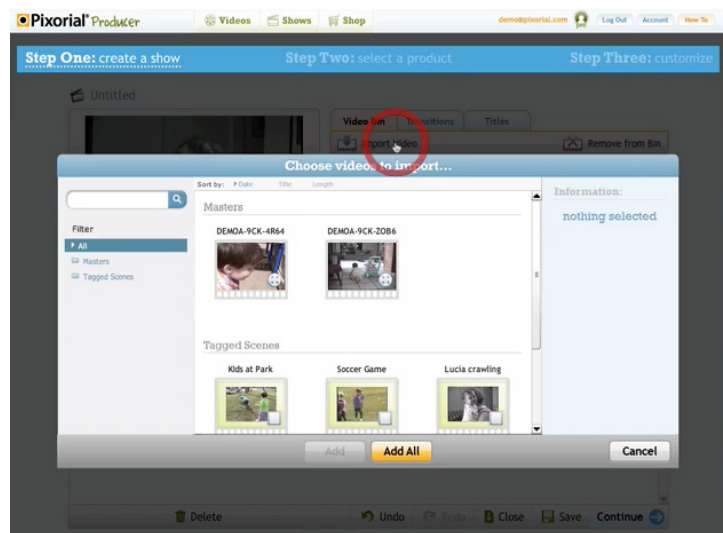 Pixorial® Producer
Videos Shows Shop
demo@pixorial.com Log Out Account How To
Step One: create a show Step Two: select a product Step Three: customize
Untitled
Video Bin Transitions Titles
Import Video Remove from Bin
Choose videos to import...
Sort by: Date Title Length
Information:
nothing selected
Filter
All
Masters
Tagged Scenes
Masters
DEMOA-9CK-4R64 DEMOA-9CK-ZOB6
Tagged Scenes
Kids at Park Soccer Game Lucia crawling
Add Add All Cancel
Delete Undo Redo Close Save Continue